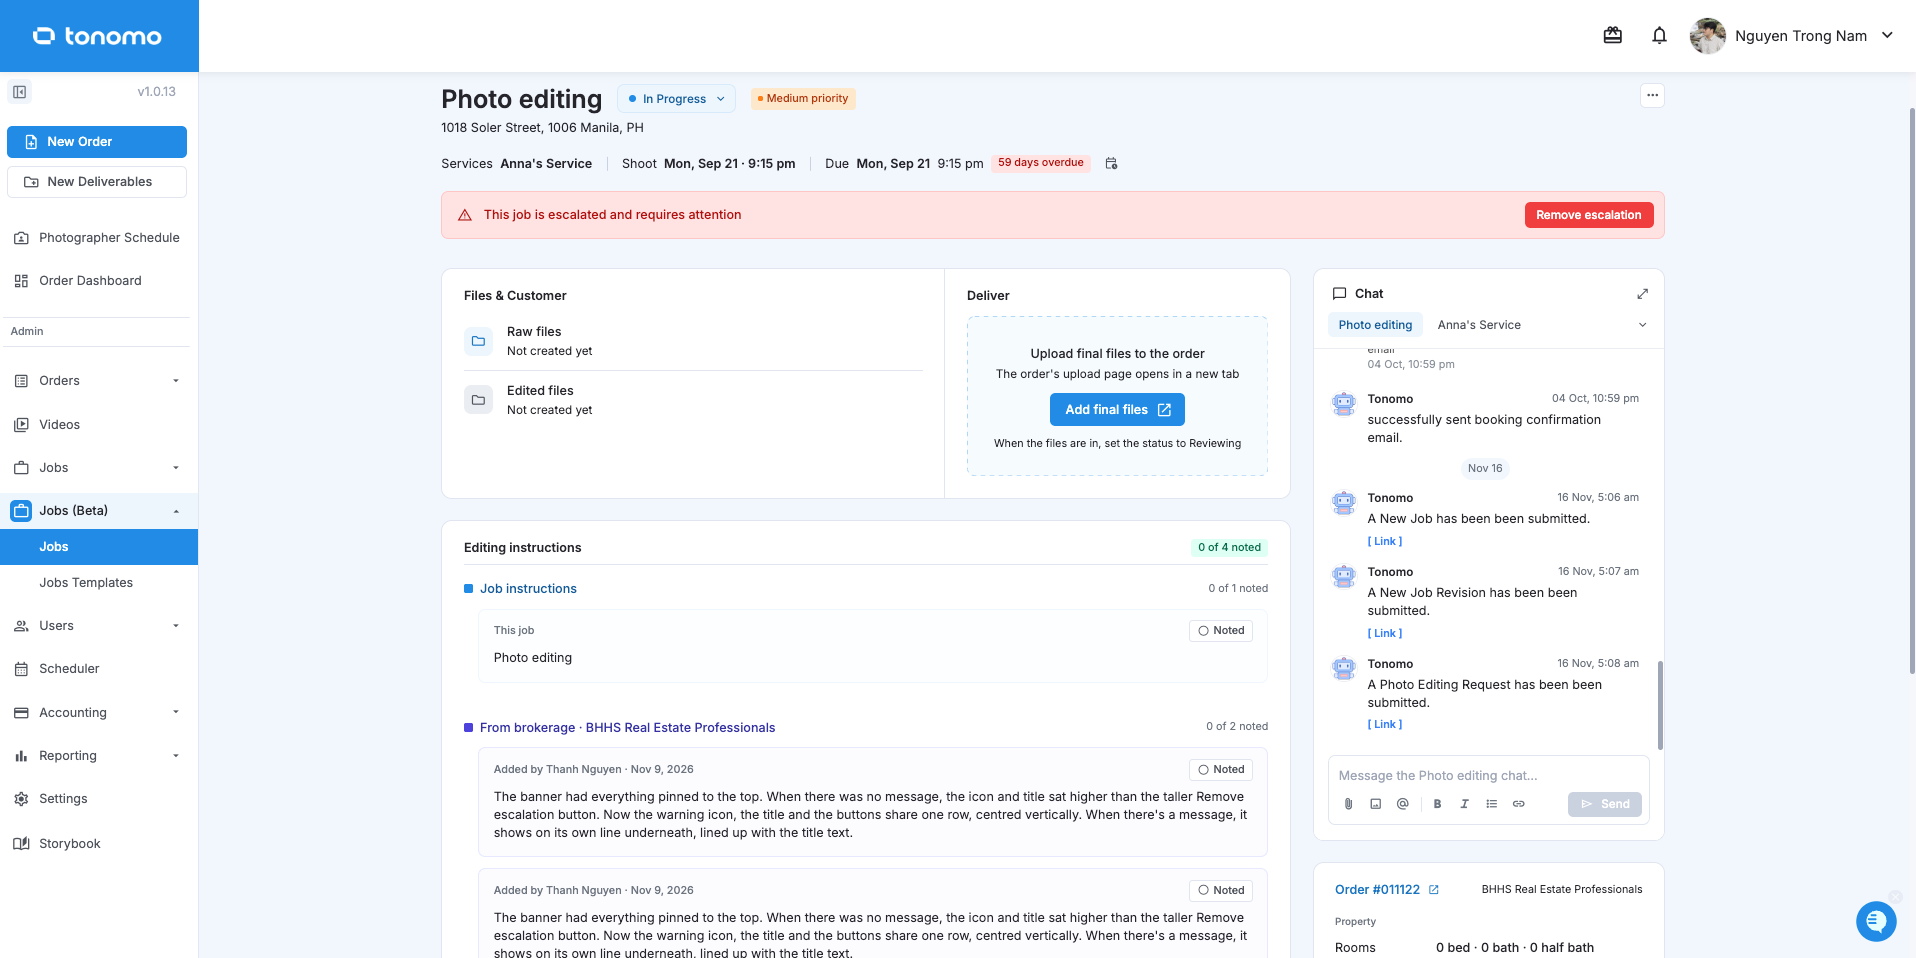 tonomo
Nguyen Trong Nam
v1.0.13
New Order
New Deliverables
Photographer Schedule
Order Dashboard
Admin
Orders
Videos
Jobs
Jobs (Beta)
Jobs
Jobs Templates
Users
Scheduler
Accounting
Reporting
Settings
Storybook
Photo editing
In Progress
Medium priority
1018 Soler Street, 1006 Manila, PH
Services Anna's Service
Shoot Mon, Sep 21 · 9:15 pm
Due Mon, Sep 21 9:15 pm 59 days overdue
This job is escalated and requires attention
Remove escalation
Files & Customer
Raw files
Not created yet
Edited files
Not created yet
Deliver
Upload final files to the order
The order's upload page opens in a new tab
Add final files
When the files are in, set the status to Reviewing
Editing instructions
0 of 4 noted
Job instructions
0 of 1 noted
This job
Noted
Photo editing
From brokerage · BHHS Real Estate Professionals
0 of 2 noted
Added by Thanh Nguyen · Nov 9, 2026
Noted
The banner had everything pinned to the top. When there was no message, the icon and title sat higher than the taller Remove
escalation button. Now the warning icon, the title and the buttons share one row, centred vertically. When there's a message, it
shows on its own line underneath, lined up with the title text.
Added by Thanh Nguyen · Nov 9, 2026
Noted
The banner had everything pinned to the top. When there was no message, the icon and title sat higher than the taller Remove
escalation button. Now the warning icon, the title and the buttons share one row, centred vertically. When there's a message, it
shows on its own line underneath, lined up with the title text.
Chat
Photo editing
Anna's Service
email
04 Oct, 10:59 pm
Tonomo
04 Oct, 10:59 pm
successfully sent booking confirmation
email.
Nov 16
Tonomo
16 Nov, 5:06 am
A New Job has been been submitted.
[ Link ]
Tonomo
16 Nov, 5:07 am
A New Job Revision has been been
submitted.
[ Link ]
Tonomo
16 Nov, 5:08 am
A Photo Editing Request has been been
submitted.
[ Link ]
Message the Photo editing chat...
B I
Send
Order #011122
BHHS Real Estate Professionals
Property
Rooms
0 bed · 0 bath · 0 half bath